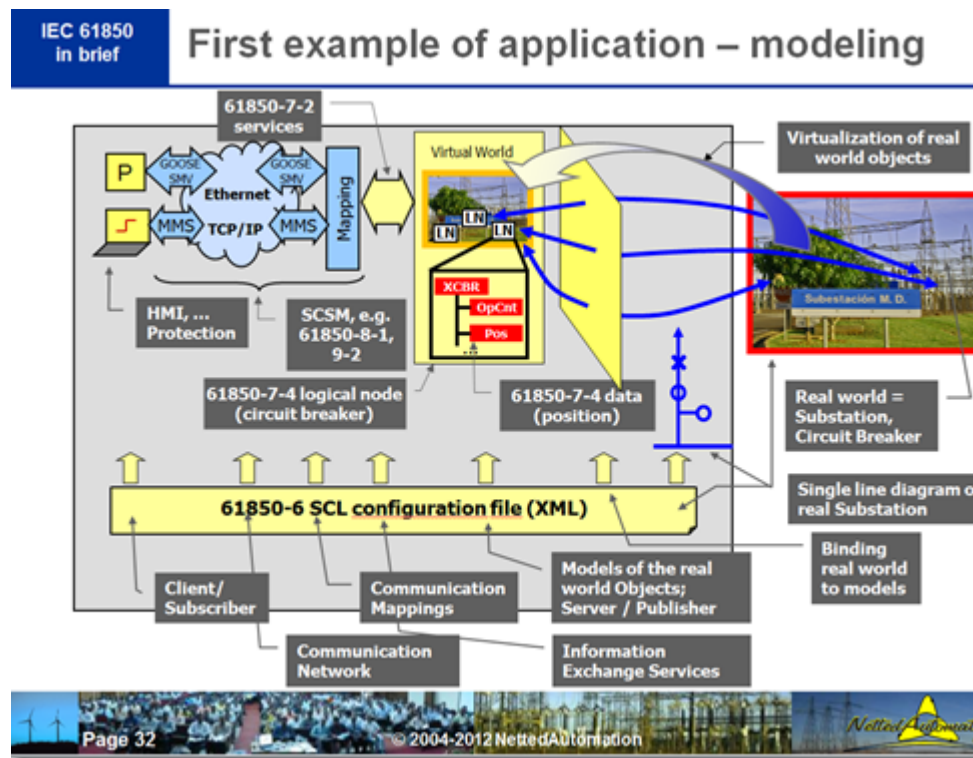 IEC 61850
in brief
First example of application – modeling
61850-7-2
services
Virtualization of real
world objects
Virtual World
P
GOOSE
SMV
GOOSE
SMV
Ethernet
TCP/IP
MMS
MMS
Mapping
LN
LN
LN
XCBR
OpCnt
Pos
...
Subestación M. D.
HMI, ...
Protection
SCSM, e.g.
61850-8-1,
9-2
61850-7-4 logical node
(circuit breaker)
61850-7-4 data
(position)
Real world =
Substation,
Circuit Breaker
Single line diagram o
real Substation
61850-6 SCL configuration file (XML)
Binding
real world
to models
Client/
Subscriber
Communication
Mappings
Models of the real
world Objects;
Server / Publisher
Communication
Network
Information
Exchange Services
Page 32
© 2004-2012 NettedAutomation